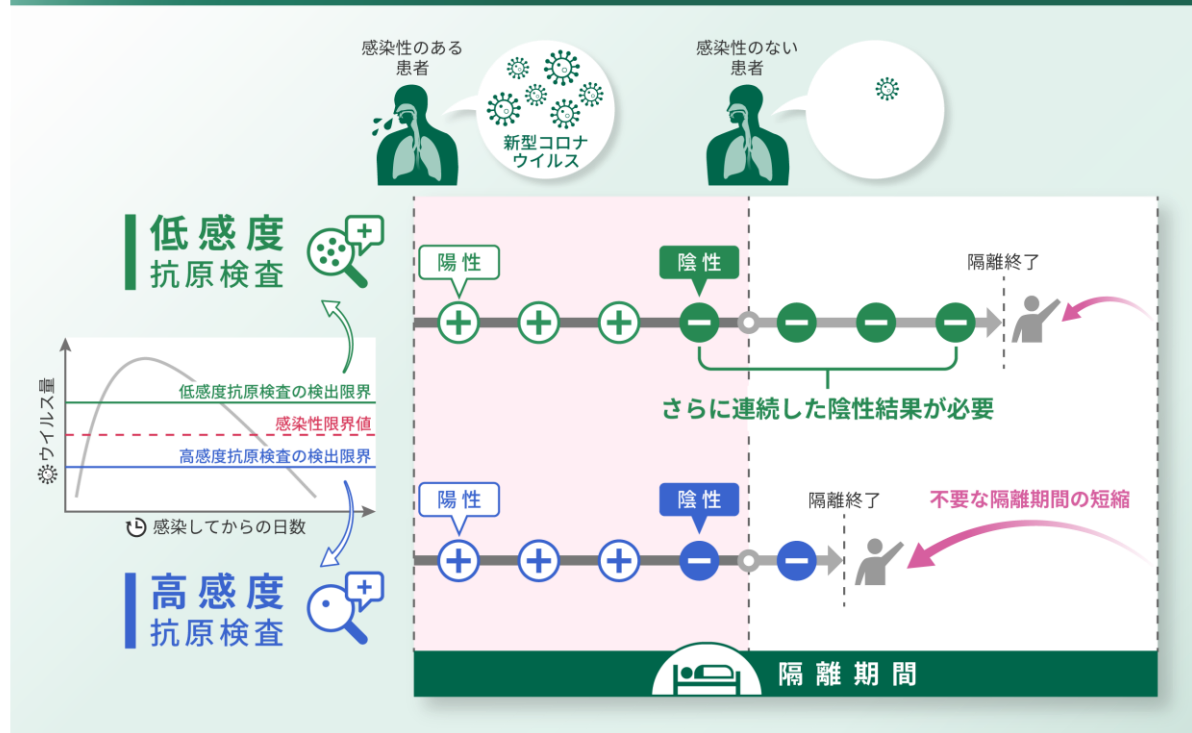 感染性のある
患者
新型コロナ
ウイルス
感染性のない
患者
低感度
抗原検査
陽性
陰性
隔離終了
さらに連続した陰性結果が必要
ウイルス量
低感度抗原検査の検出限界
感染性限界値
高感度抗原検査の検出限界
感染してからの日数
高感度
抗原検査
陽性
陰性
隔離終了
不要な隔離期間の短縮
隔離期間